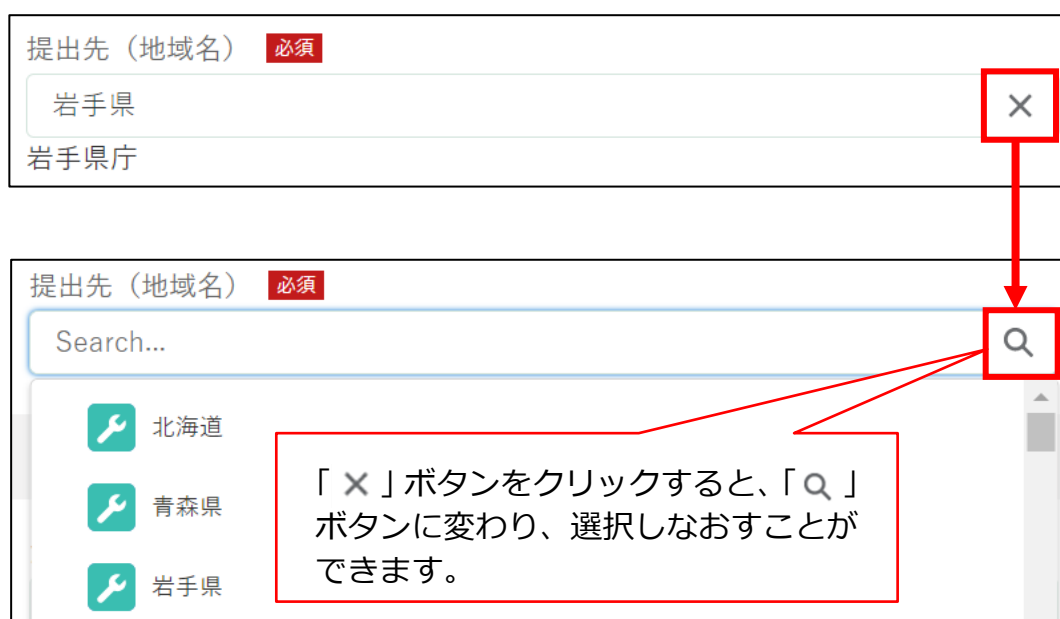 提出先（地域名） 必須
岩手県
岩手県庁
提出先（地域名） 必須
Search...
北海道
青森県
岩手県
「 × 」ボタンをクリックすると、「 🔍 」
ボタンに変わり、選択しなおすことが
できます。